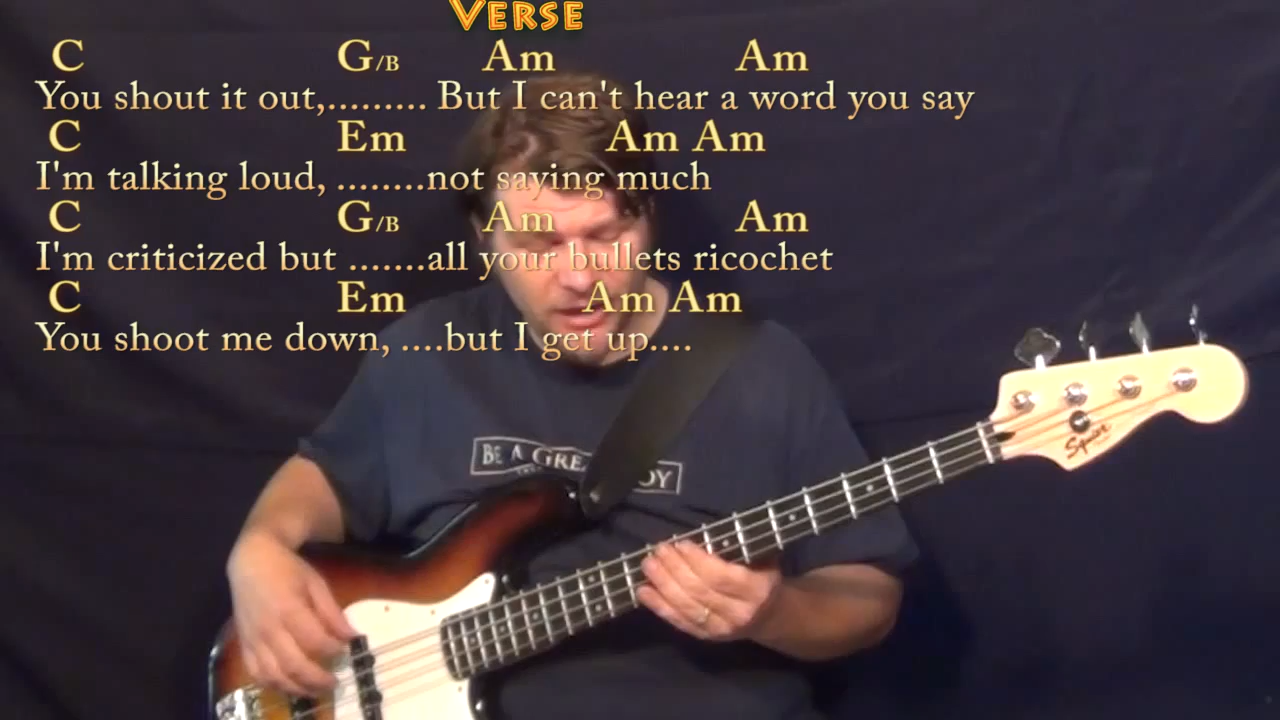 VERSE
C G/B Am Am
You shout it out,......... But I can't hear a word you say
C Em Am Am
I'm talking loud, ........not saying much
C G/B Am Am
I'm criticized but .......all your bullets ricochet
C Em Am Am
You shoot me down, ....but I get up....
Squier
BE A GRE OY